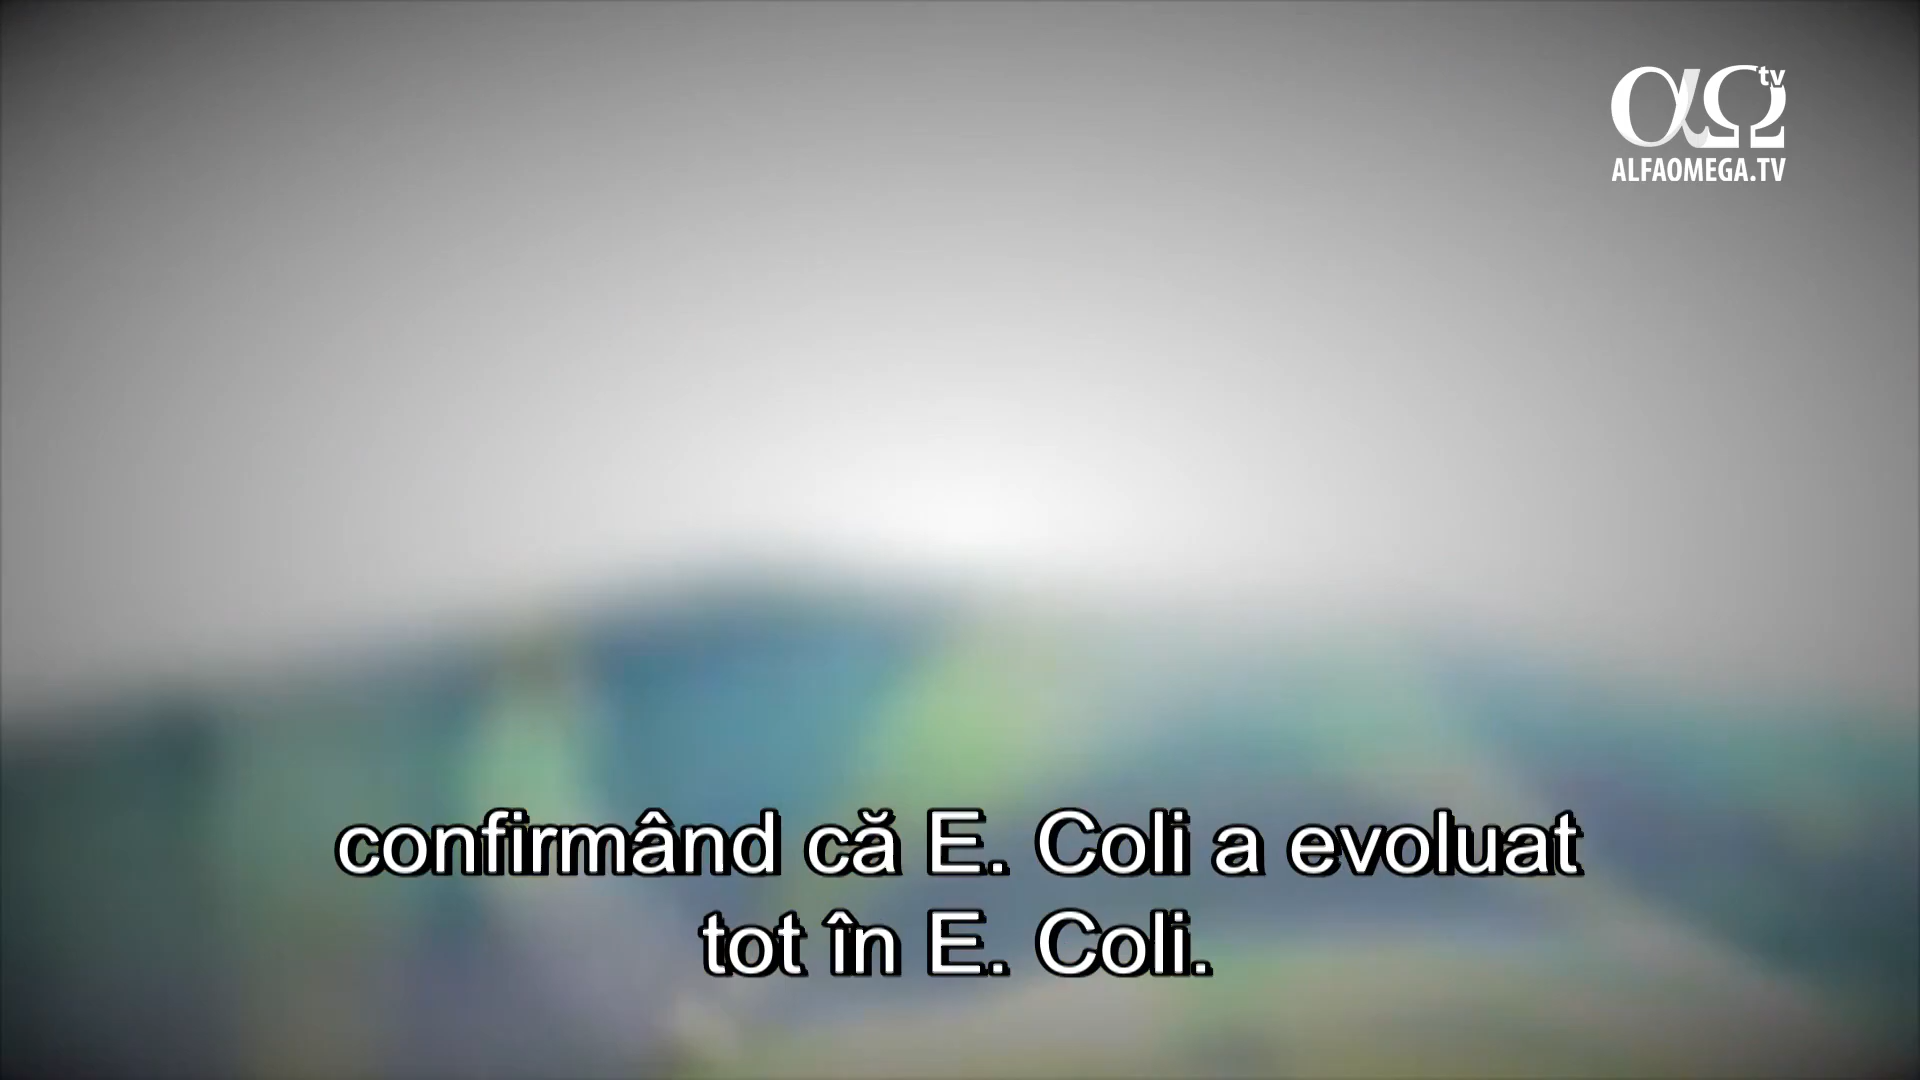 αΩ tv
ALFAOMEGA.TV
confirmând că E. Coli a evoluat
tot în E. Coli.